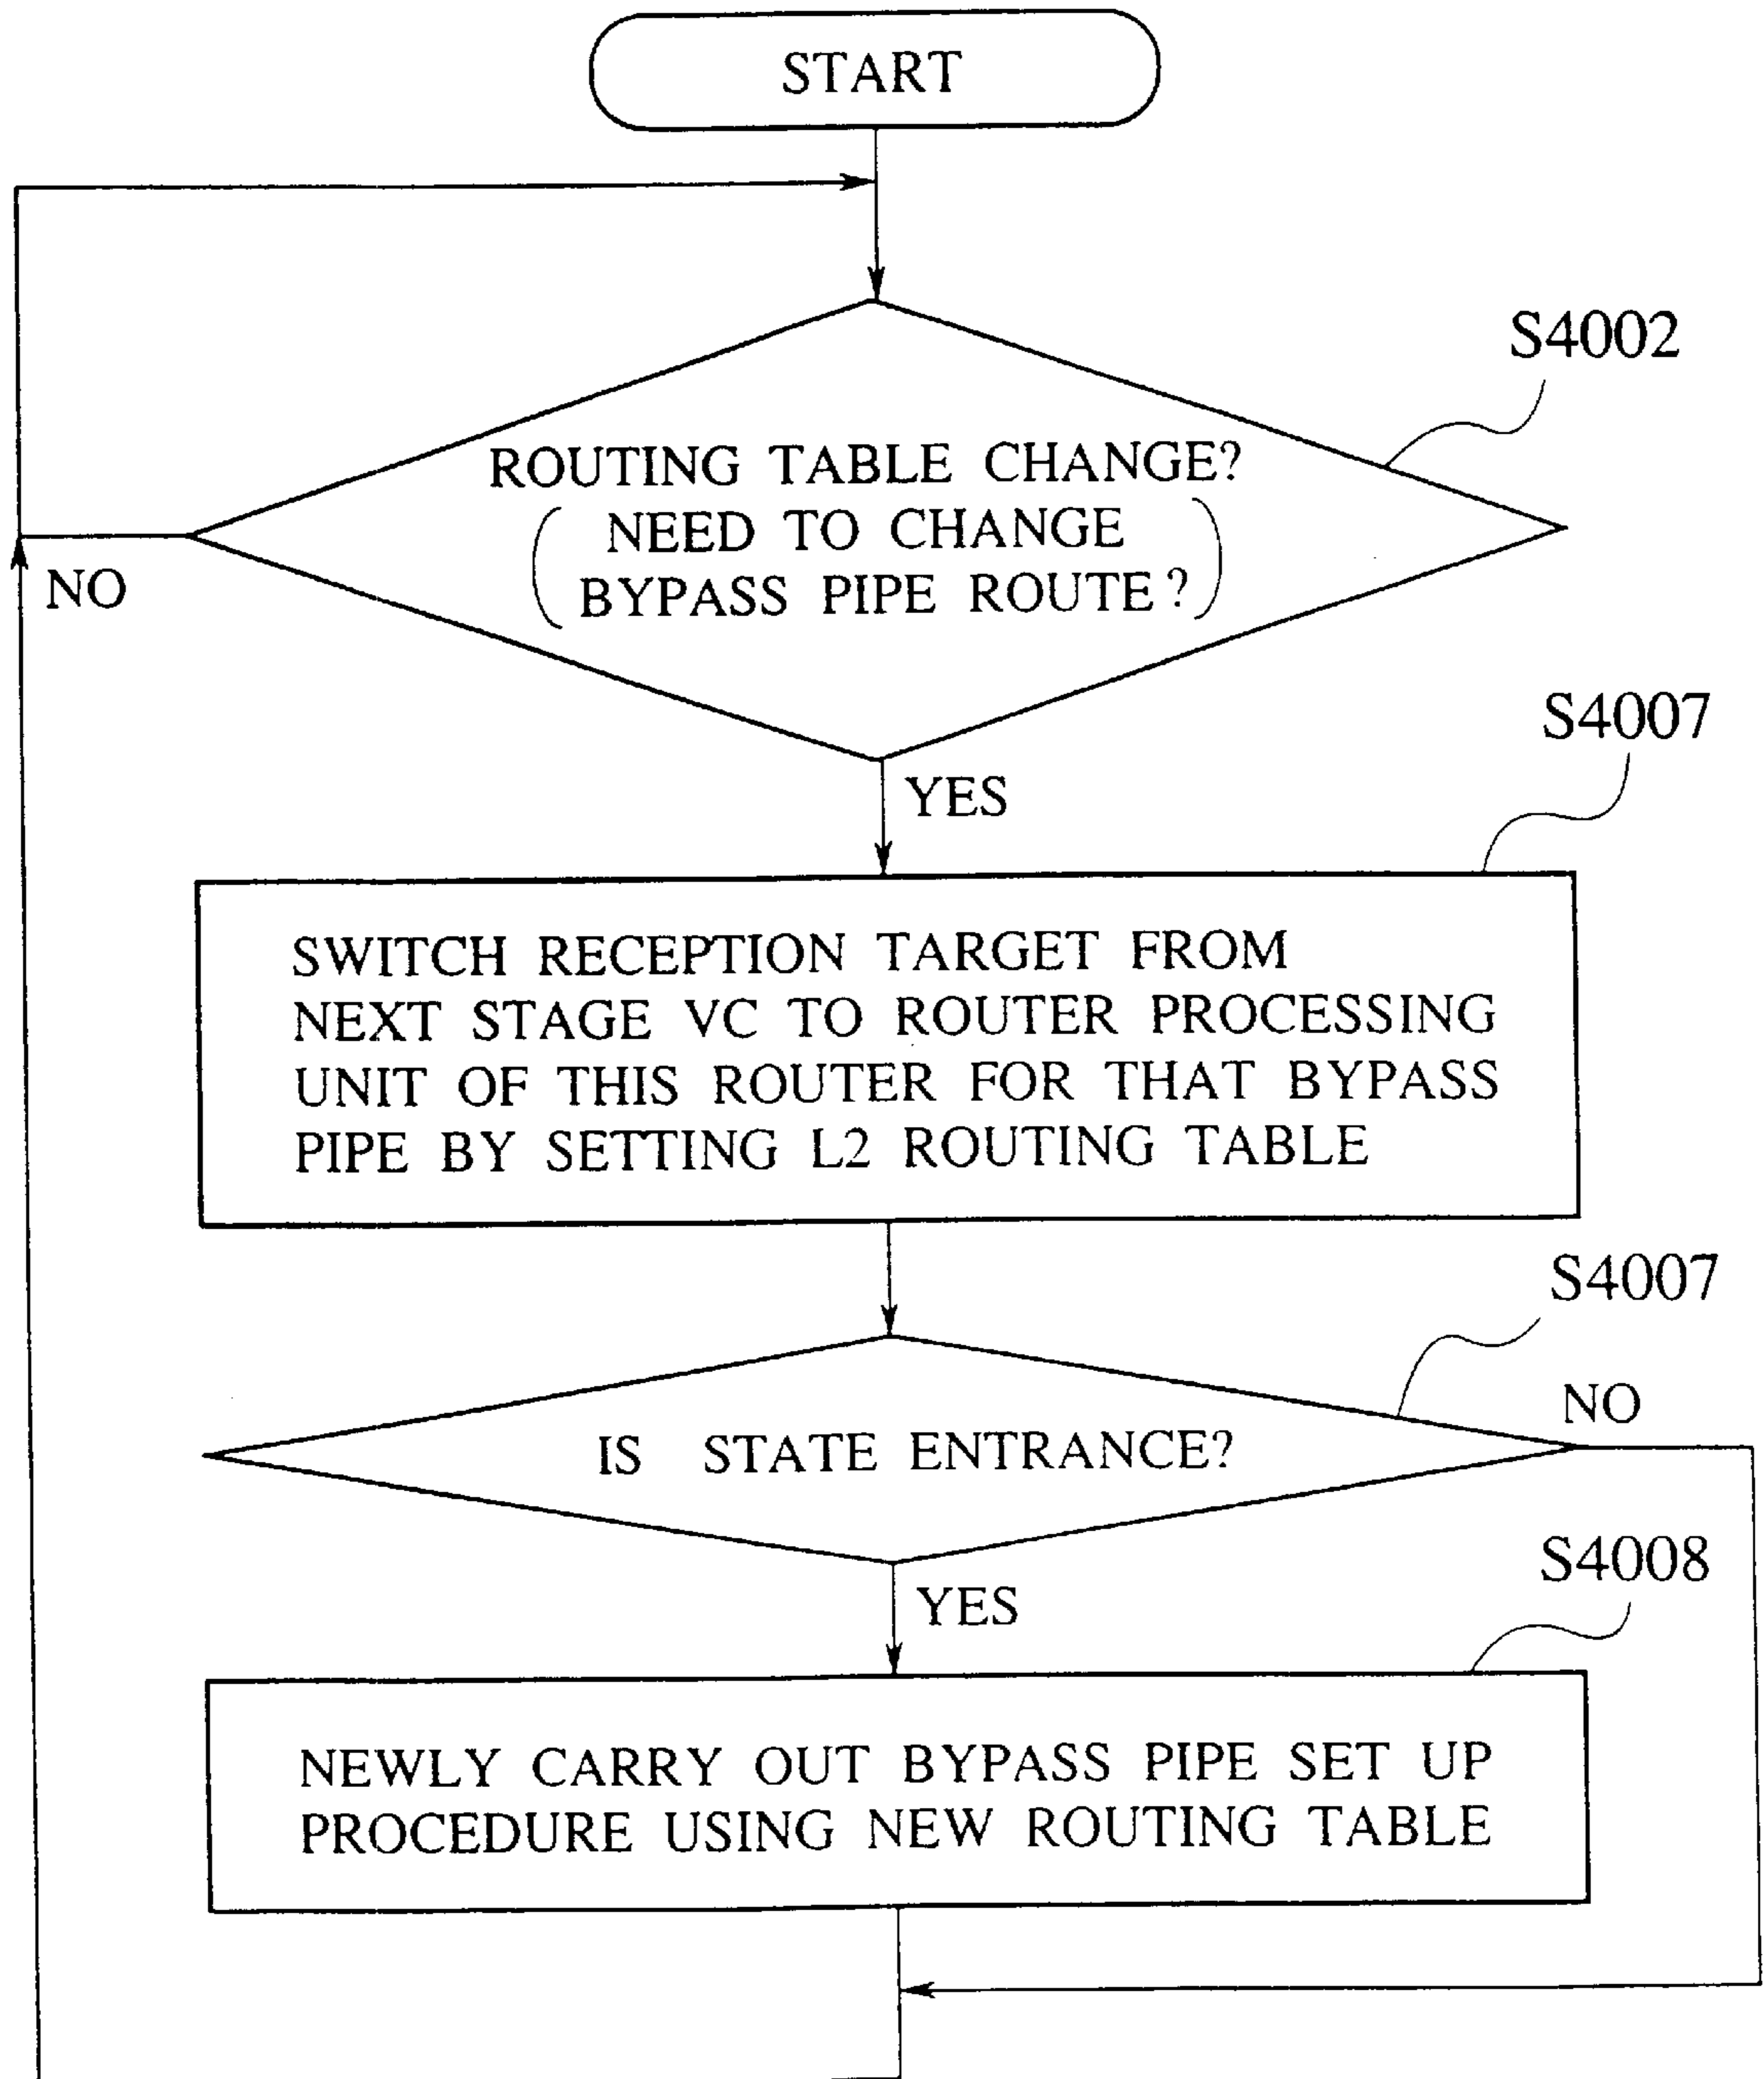 START
S4002
ROUTING TABLE CHANGE?
( NEED TO CHANGE
BYPASS PIPE ROUTE? )
NO
S4007
YES
SWITCH RECEPTION TARGET FROM
NEXT STAGE VC TO ROUTER PROCESSING
UNIT OF THIS ROUTER FOR THAT BYPASS
PIPE BY SETTING L2 ROUTING TABLE
S4007
NO
IS STATE ENTRANCE?
S4008
YES
NEWLY CARRY OUT BYPASS PIPE SET UP
PROCEDURE USING NEW ROUTING TABLE